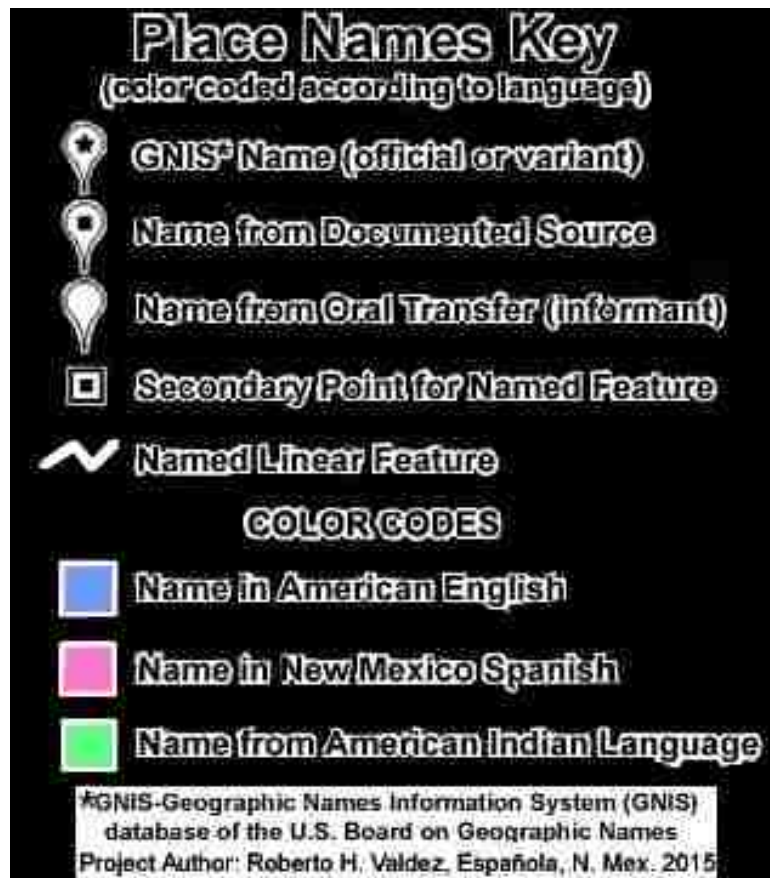 Place Names Key
(color coded according to language)
GNIS* Name (official or variant)
Name from Documented Source
Name from Oral Transfer (informant)
Secondary Point for Named Feature
Named Linear Feature
COLOR CODES
Name in American English
Name in New Mexico Spanish
Name from American Indian Language
*GNIS-Geographic Names Information System (GNIS)
database of the U.S. Board on Geographic Names
Project Author: Roberto H. Valdez, Española, N. Mex. 2015